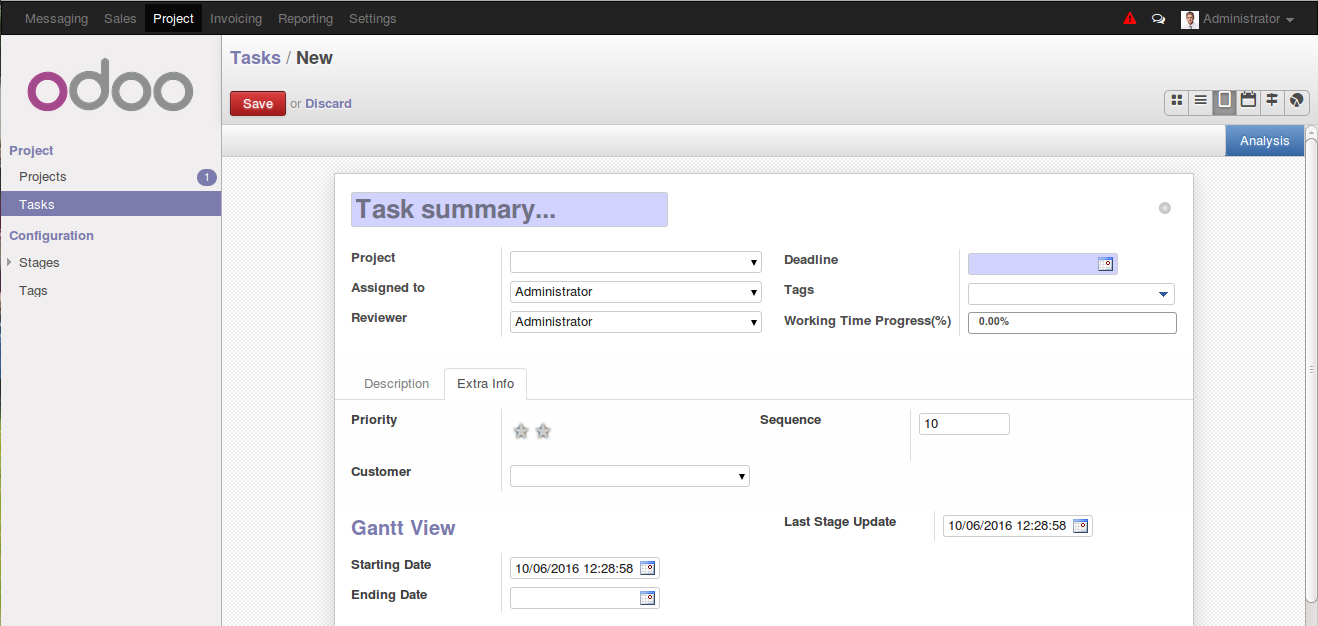 Messaging Sales Project Invoicing Reporting Settings Administrator
odoo
Tasks / New
Save or Discard
Project
Projects 1
Tasks
Configuration
Stages
Tags
Analysis
Task summary...
Project
Deadline
Assigned to Administrator
Tags
Reviewer Administrator
Working Time Progress(%) 0.00%
Description Extra Info
Priority
Sequence 10
Customer
Gantt View
Last Stage Update 10/06/2016 12:28:58
Starting Date 10/06/2016 12:28:58
Ending Date